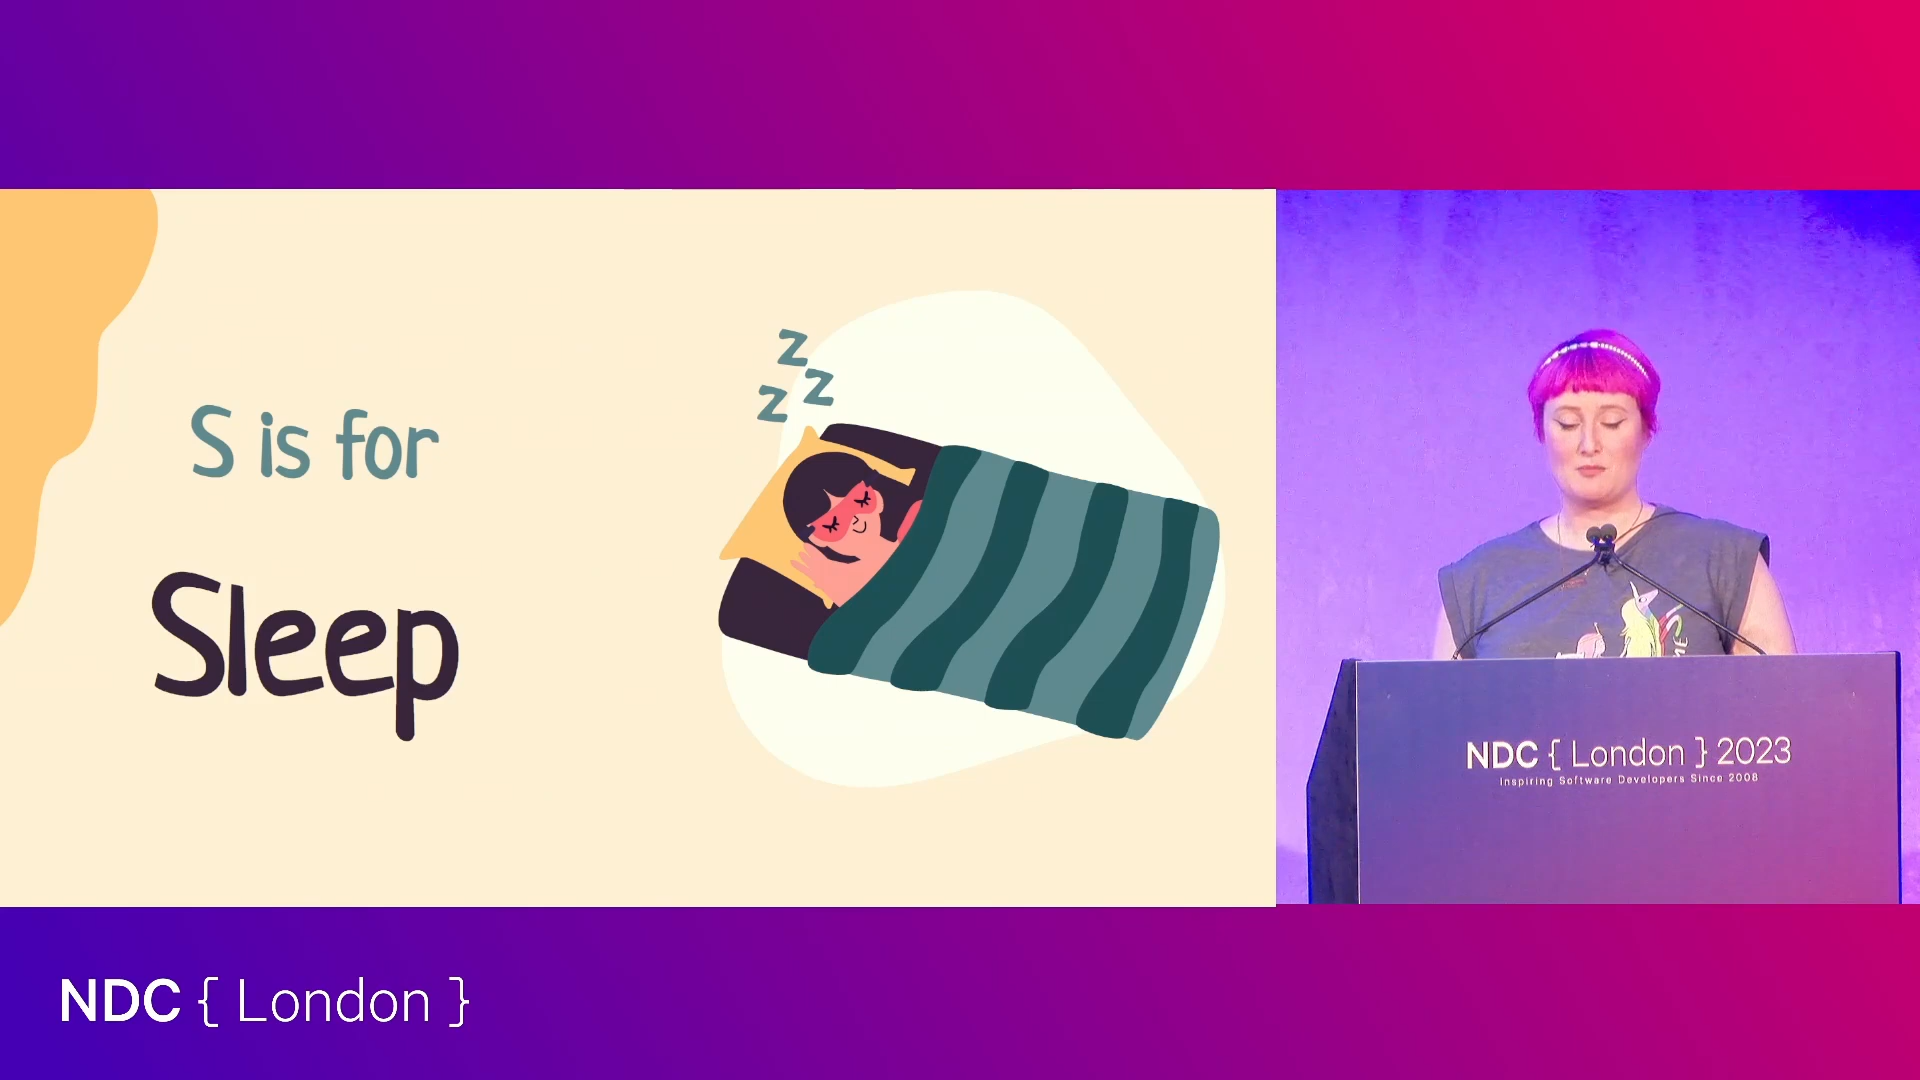 S is for
Sleep
z
z
z
NDC { London } 2023
Inspiring Software Developers Since 2008
NDC { London }